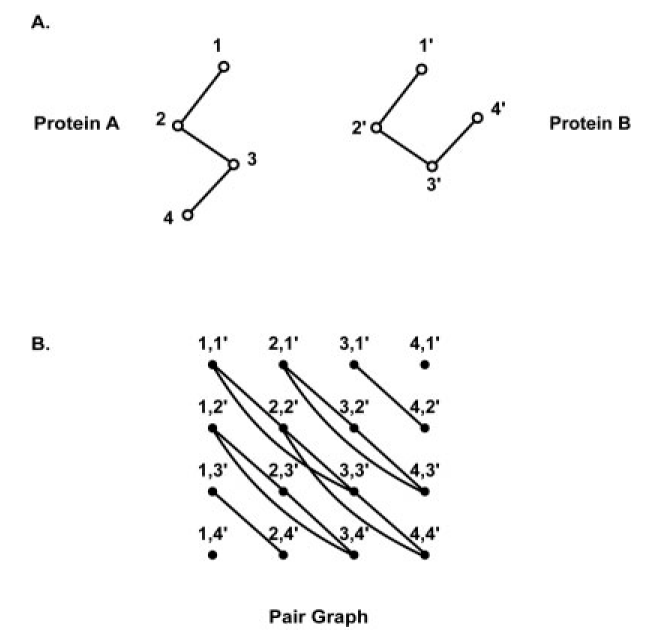 A.
1 1'
Protein A 2 2' 4' Protein B
3 3'
4
B.
1,1' 2,1' 3,1' 4,1'
1,2' 2,2' 3,2' 4,2'
1,3' 2,3' 3,3' 4,3'
1,4' 2,4' 3,4' 4,4'
Pair Graph